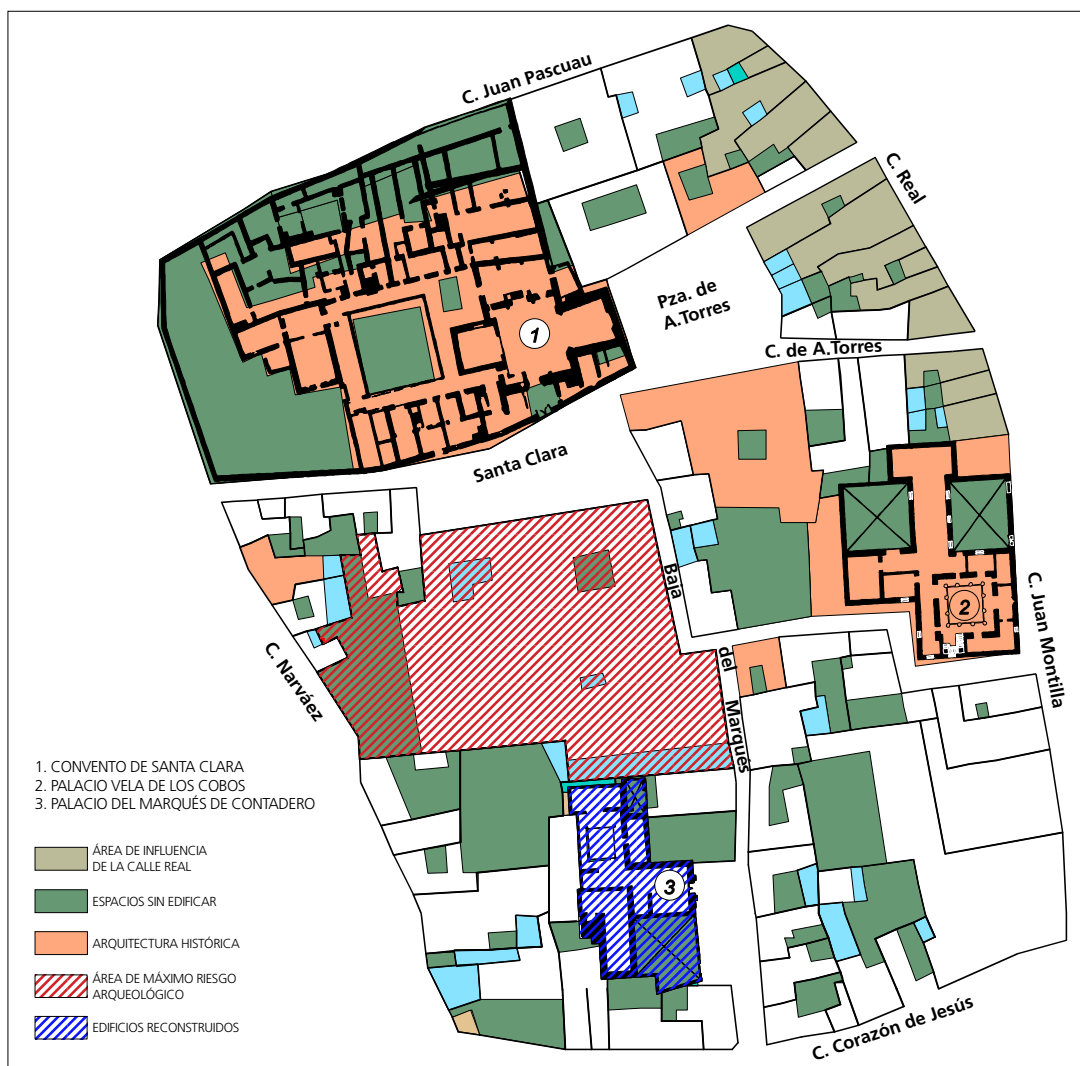 C. Juan Pascuau
C. Real
Pza. de
A.Torres
1
C. de A.Torres
Santa Clara
Baja
del
Marqués
2
C. Juan Montilla
C. Narváez
1. CONVENTO DE SANTA CLARA
2. PALACIO VELA DE LOS COBOS
3. PALACIO DEL MARQUÉS DE CONTADERO
ÁREA DE INFLUENCIA
DE LA CALLE REAL
ESPACIOS SIN EDIFICAR
ARQUITECTURA HISTÓRICA
ÁREA DE MÁXIMO RIESGO
ARQUEOLÓGICO
EDIFICIOS RECONSTRUIDOS
3
C. Corazón de Jesús